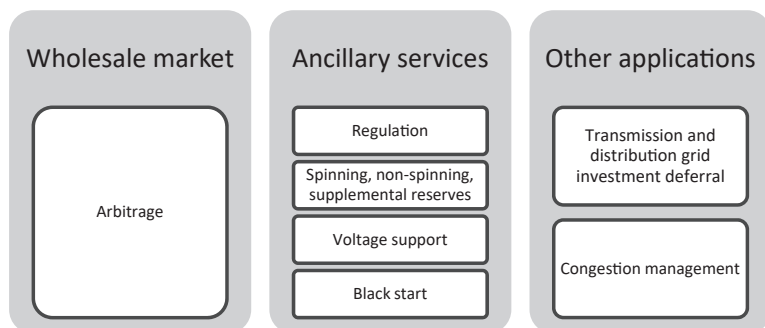 Wholesale market
Arbitrage
Ancillary services
Regulation
Spinning, non-spinning,
supplemental reserves
Voltage support
Black start
Other applications
Transmission and
distribution grid
investment deferral
Congestion management